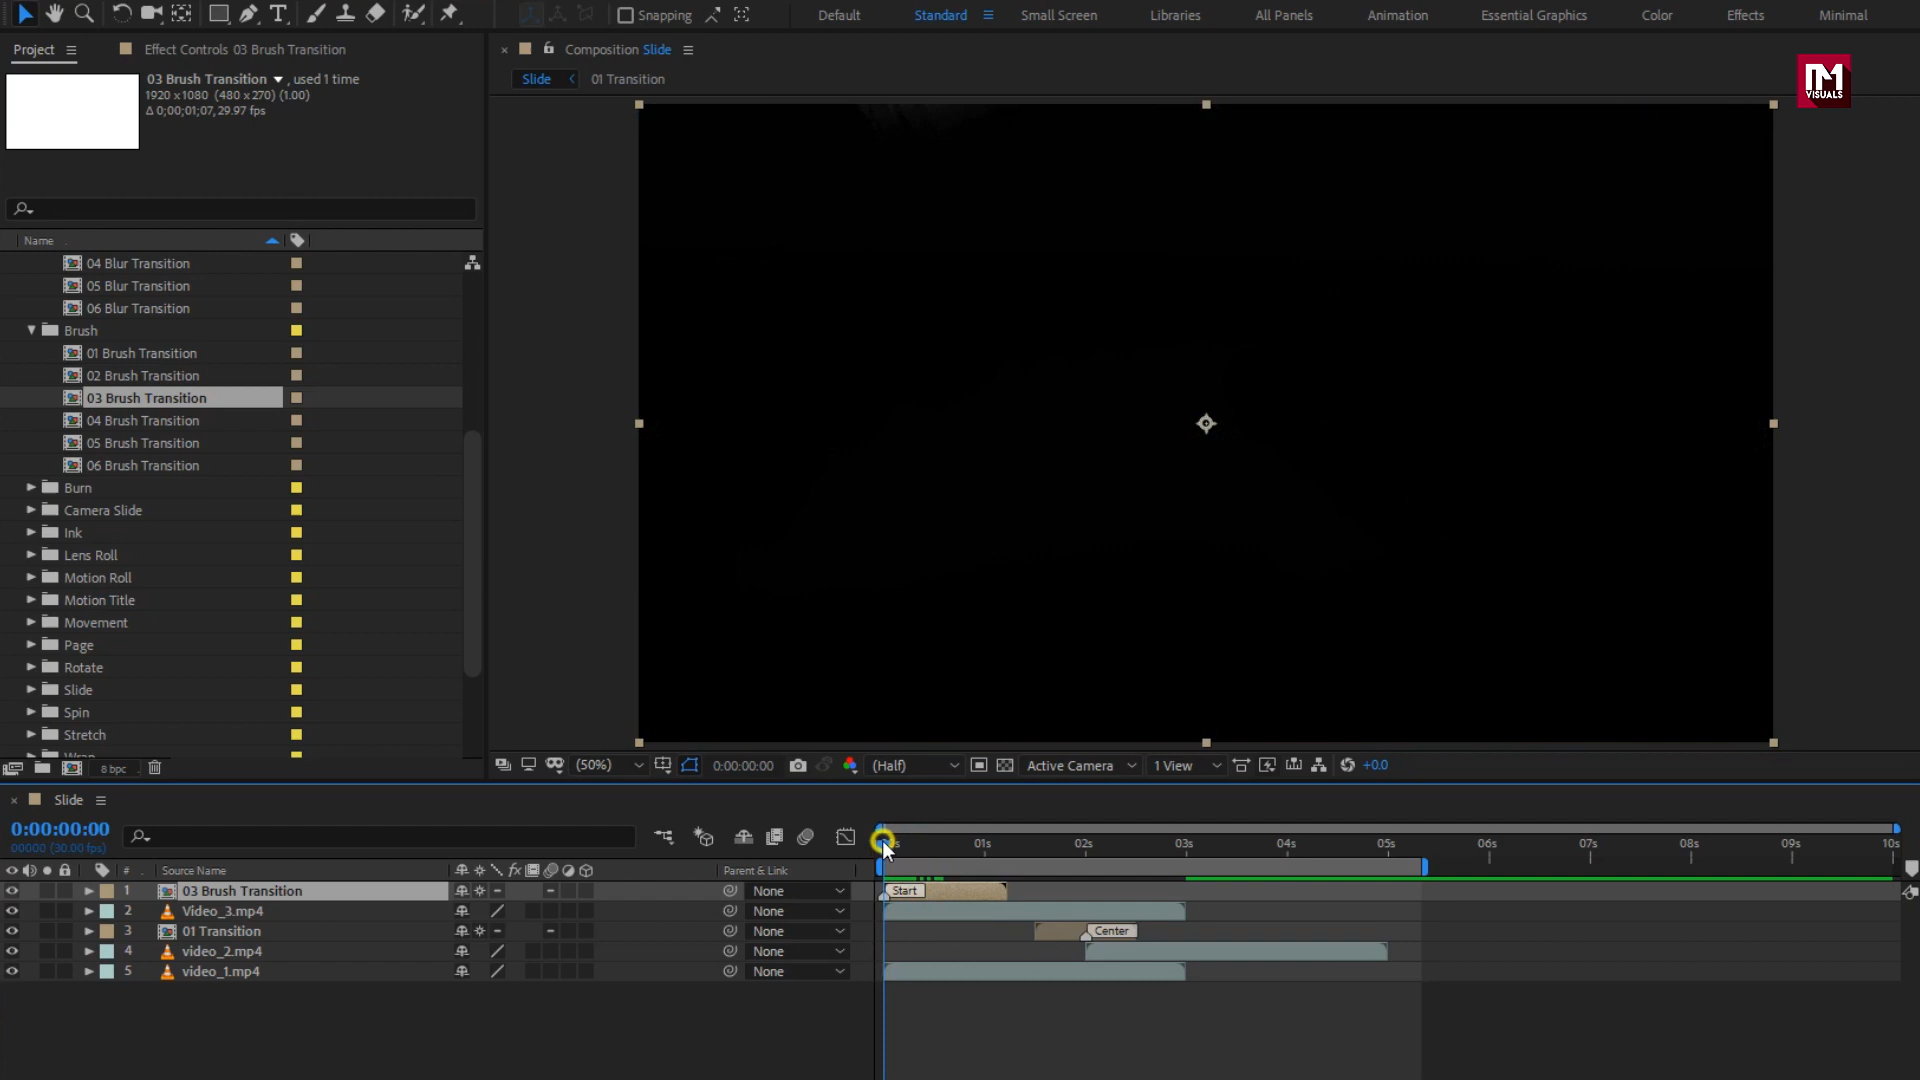 Snapping
Default
Standard
Small Screen
Libraries
All Panels
Animation
Essential Graphics
Color
Effects
Minimal
Project
Effect Controls 03 Brush Transition
Composition Slide
03 Brush Transition , used 1 time
1920 x 1080 (480 x 270) (1.00)
Δ 0;00;01;07, 29.97 fps
Slide
01 Transition
VISUALS
Name
04 Blur Transition
05 Blur Transition
06 Blur Transition
Brush
01 Brush Transition
02 Brush Transition
03 Brush Transition
04 Brush Transition
05 Brush Transition
06 Brush Transition
Burn
Camera Slide
Ink
Lens Roll
Motion Roll
Motion Title
Movement
Page
Rotate
Slide
Spin
Stretch
8 bpc
(50%)
0:00:00:00
(Half)
Active Camera
1 View
+0.0
Slide
0:00:00:00
00000 (30.00 fps)
01s 02s 03s 04s 05s 06s 07s 08s 09s 10s
# Source Name Parent & Link
1 03 Brush Transition None Start
2 Video_3.mp4 None
3 01 Transition None Center
4 video_2.mp4 None
5 video_1.mp4 None